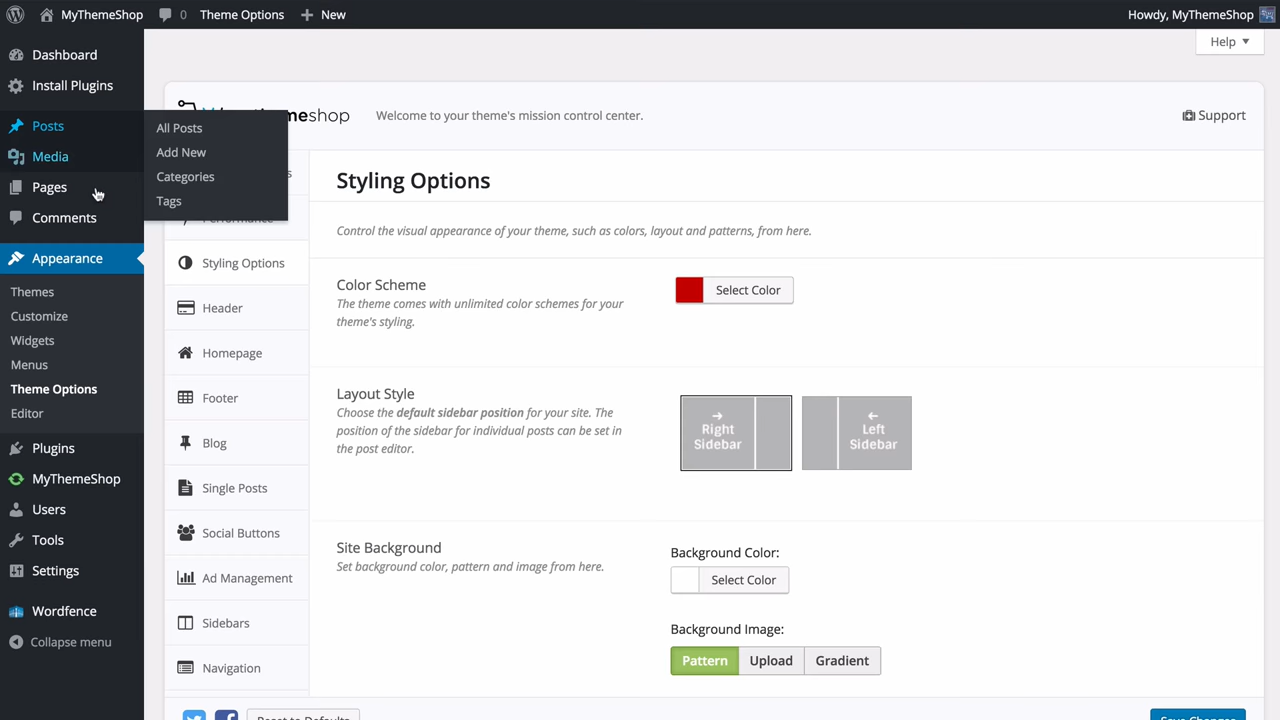 MyThemeShop
0
Theme Options
+ New
Howdy, MyThemeShop
Help
Dashboard
Install Plugins
Posts
Media
Pages
Comments
Appearance
Themes
Customize
Widgets
Menus
Theme Options
Editor
Plugins
MyThemeShop
Users
Tools
Settings
Wordfence
Collapse menu
All Posts
Add New
Categories
Tags
meshop
Welcome to your theme's mission control center.
Support
Performance
Styling Options
Header
Homepage
Footer
Blog
Single Posts
Social Buttons
Ad Management
Sidebars
Navigation
Styling Options
Control the visual appearance of your theme, such as colors, layout and patterns, from here.
Color Scheme
The theme comes with unlimited color schemes for your
theme's styling.
Select Color
Layout Style
Choose the default sidebar position for your site. The
position of the sidebar for individual posts can be set in
the post editor.
→
Right
Sidebar
←
Left
Sidebar
Site Background
Set background color, pattern and image from here.
Background Color:
Select Color
Background Image:
Pattern
Upload
Gradient
Reset to Defaults
Save Changes